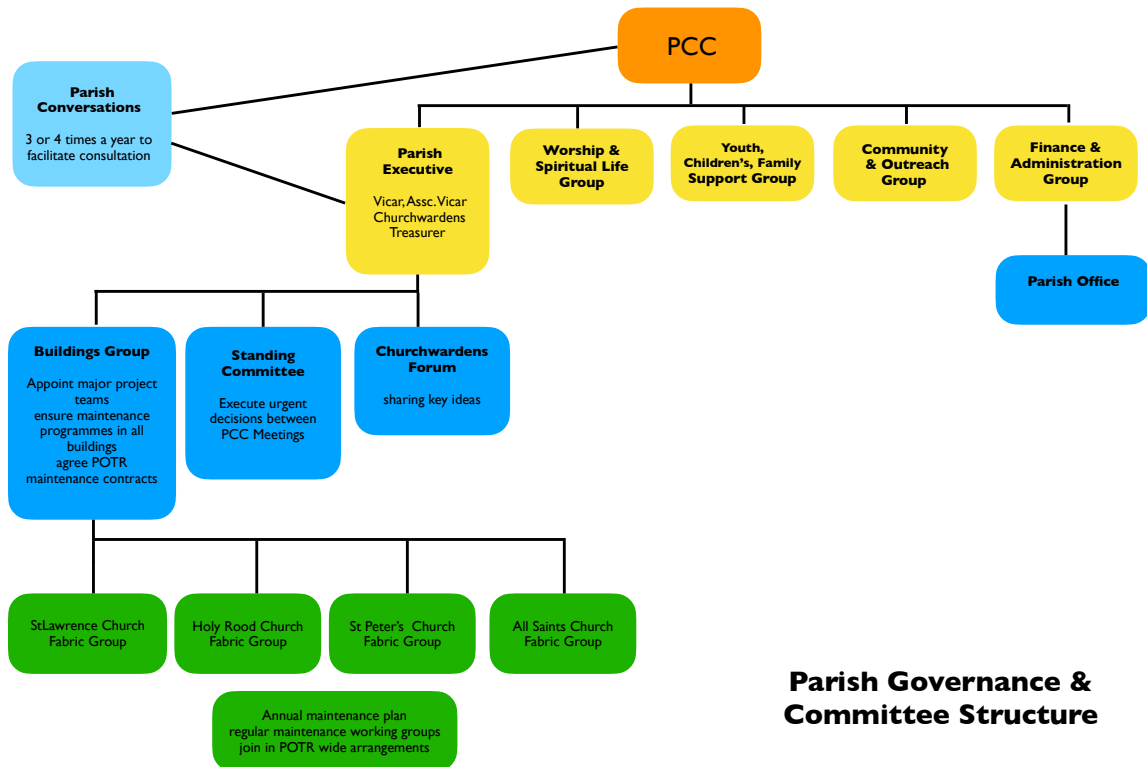 PCC
Parish
Conversations
3 or 4 times a year to
facilitate consultation
Parish
Executive
Vicar, Assc. Vicar
Churchwardens
Treasurer
Worship &
Spiritual Life
Group
Youth,
Children's, Family
Support Group
Community
& Outreach
Group
Finance &
Administration
Group
Parish Office
Buildings Group
Appoint major project
teams
ensure maintenance
programmes in all
buildings
agree POTR
maintenance contracts
Standing
Committee
Execute urgent
decisions between
PCC Meetings
Churchwardens
Forum
sharing key ideas
StLawrence Church
Fabric Group
Holy Rood Church
Fabric Group
St Peter's  Church
Fabric Group
All Saints Church
Fabric Group
Annual maintenance plan
regular maintenance working groups
join in POTR wide arrangements
Parish Governance &
Committee Structure